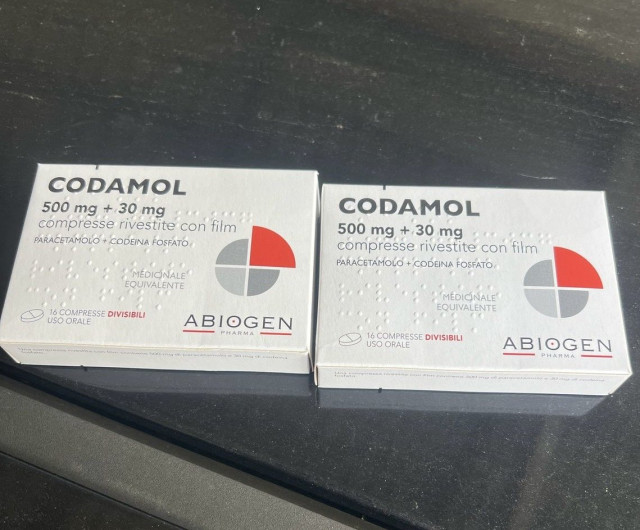 CODAMOL
500 mg + 30 mg
compresse rivestite con film
PARACETAMOLO + CODEINA FOSFATO
MEDICINALE
EQUIVALENTE
16 COMPRESSE DIVISIBILI
USO ORALE
ABIOGEN
PHARMA
CODAMOL
500 mg + 30 mg
compresse rivestite con film
PARACETAMOLO + CODEINA FOSFATO
MEDICINALE
EQUIVALENTE
16 COMPRESSE DIVISIBILI
USO ORALE
ABIOGEN
PHARMA